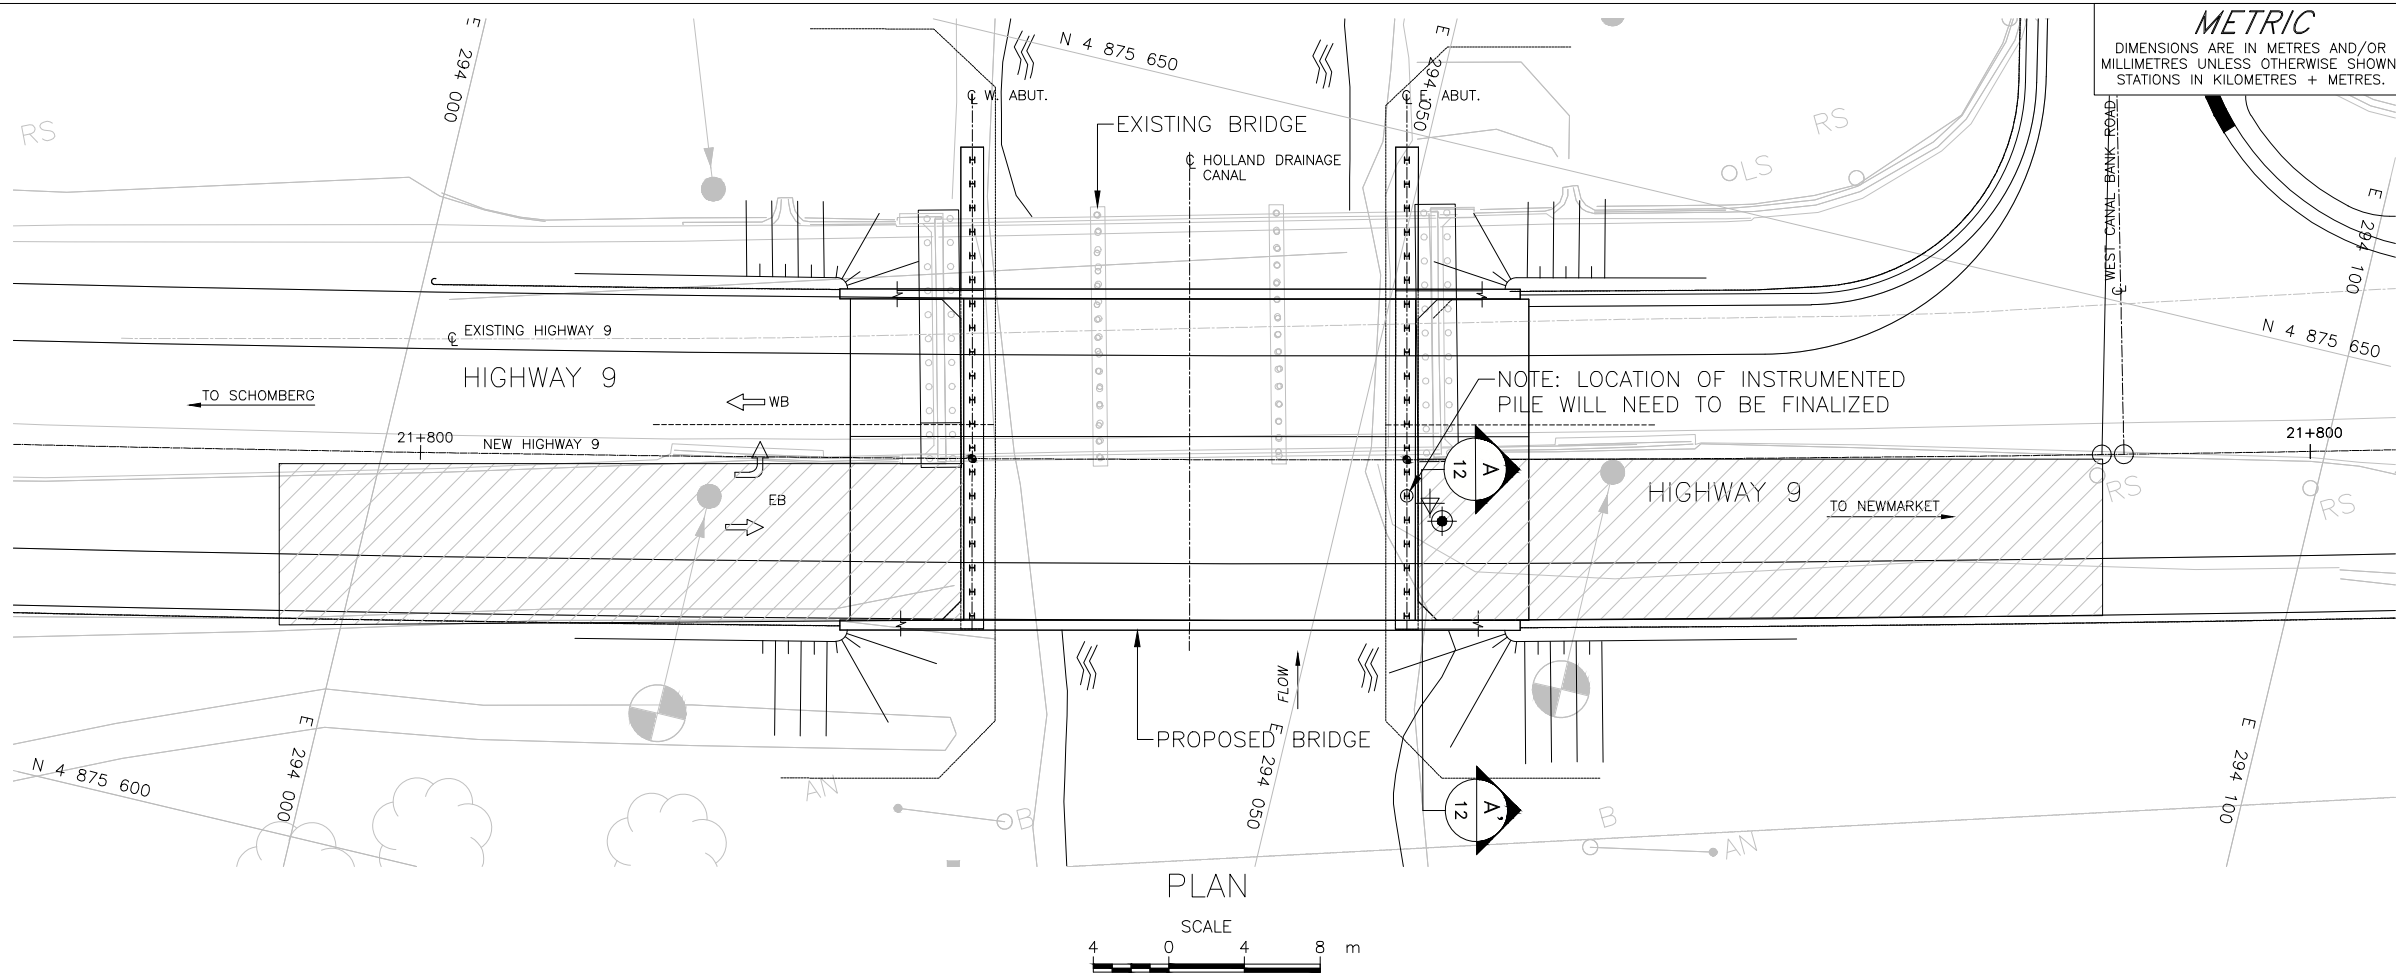 METRIC
DIMENSIONS ARE IN METRES AND/OR
MILLIMETRES UNLESS OTHERWISE SHOWN
STATIONS IN KILOMETRES + METRES.
E
294 000
N 4 875 650
E
294 050
℄ W. ABUT.
℄ E. ABUT.
RS
EXISTING BRIDGE
℄ HOLLAND DRAINAGE
CANAL
RS
LS
WEST CANAL BANK ROAD
E
294 100
℄ EXISTING HIGHWAY 9
N 4 875 650
HIGHWAY 9
TO SCHOMBERG
WB
NOTE: LOCATION OF INSTRUMENTED
PILE WILL NEED TO BE FINALIZED
21+800
NEW HIGHWAY 9
21+800
A
12
EB
HIGHWAY 9
TO NEWMARKET
RS
RS
FLOW
PROPOSED BRIDGE
E
294 000
E
294 050
E
294 100
N 4 875 600
AN
B
A'
12
B
AN
PLAN
SCALE
4 0 4 8 m